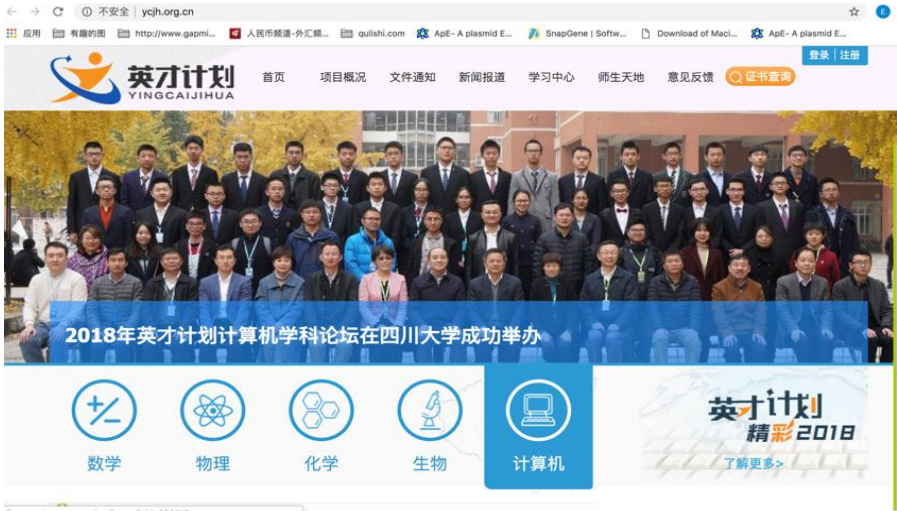 不安全 | ycjh.org.cn
应用 有趣的图 http://www.gapmi... 人民币频道-外汇频... qulishi.com ApE- A plasmid E... SnapGene | Softw... Download of Maci... ApE- A plasmid E...
登录 | 注册
英才计划
YINGCAIJIHUA
首页 项目概况 文件通知 新闻报道 学习中心 师生天地 意见反馈 证书查询
2018年英才计划计算机学科论坛在四川大学成功举办
英才计划
精彩2018
数学 物理 化学 生物 计算机 了解更多>